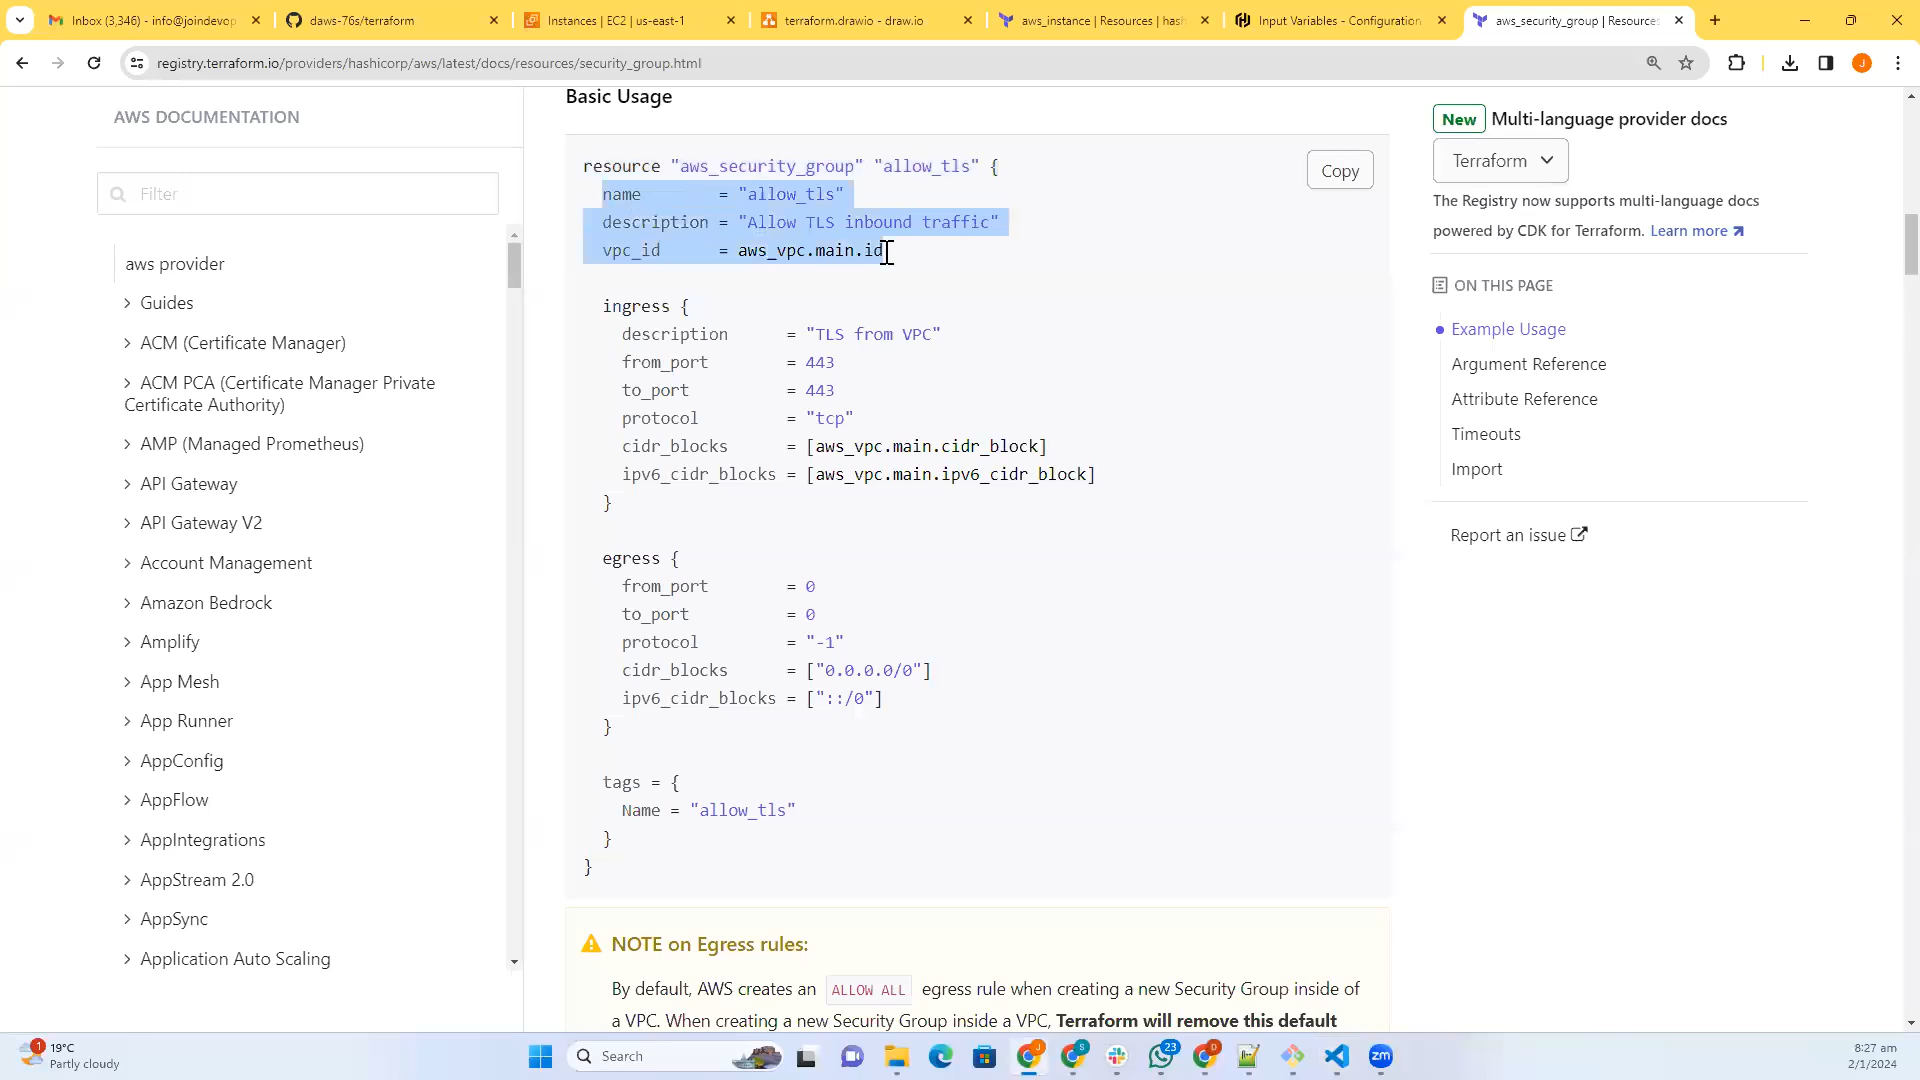 Inbox (3,346) - info@joindevop
daws-76s/terraform
Instances | EC2 | us-east-1
terraform.drawio - draw.io
aws_instance | Resources | hash
Input Variables - Configuration
aws_security_group | Resources
registry.terraform.io/providers/hashicorp/aws/latest/docs/resources/security_group.html
J
AWS DOCUMENTATION
Filter
aws provider
Guides
ACM (Certificate Manager)
ACM PCA (Certificate Manager Private
Certificate Authority)
AMP (Managed Prometheus)
API Gateway
API Gateway V2
Account Management
Amazon Bedrock
Amplify
App Mesh
App Runner
AppConfig
AppFlow
AppIntegrations
AppStream 2.0
AppSync
Application Auto Scaling
Basic Usage
Copy
resource "aws_security_group" "allow_tls" {
name = "allow_tls"
description = "Allow TLS inbound traffic"
vpc_id = aws_vpc.main.id
ingress {
description = "TLS from VPC"
from_port = 443
to_port = 443
protocol = "tcp"
cidr_blocks = [aws_vpc.main.cidr_block]
ipv6_cidr_blocks = [aws_vpc.main.ipv6_cidr_block]
}
egress {
from_port = 0
to_port = 0
protocol = "-1"
cidr_blocks = ["0.0.0.0/0"]
ipv6_cidr_blocks = ["::/0"]
}
tags = {
Name = "allow_tls"
}
}
NOTE on Egress rules:
By default, AWS creates an ALLOW ALL egress rule when creating a new Security Group inside of
a VPC. When creating a new Security Group inside a VPC, Terraform will remove this default
New Multi-language provider docs
Terraform
The Registry now supports multi-language docs
powered by CDK for Terraform. Learn more
ON THIS PAGE
Example Usage
Argument Reference
Attribute Reference
Timeouts
Import
Report an issue
1
19°C
Partly cloudy
Search
J
S
23
D
zm
8:27 am
2/1/2024